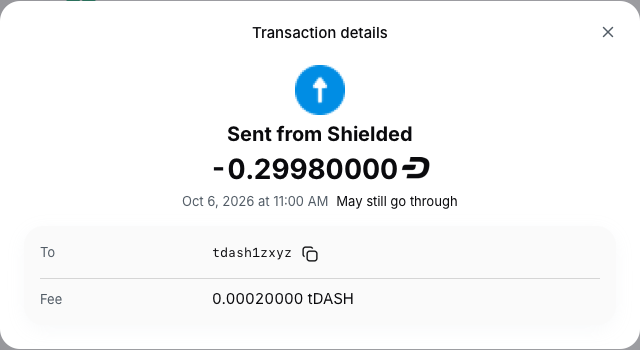 Transaction details
Sent from Shielded
-0.29980000
Oct 6, 2026 at 11:00 AM May still go through
To tdash1zxyz
Fee 0.00020000 tDASH